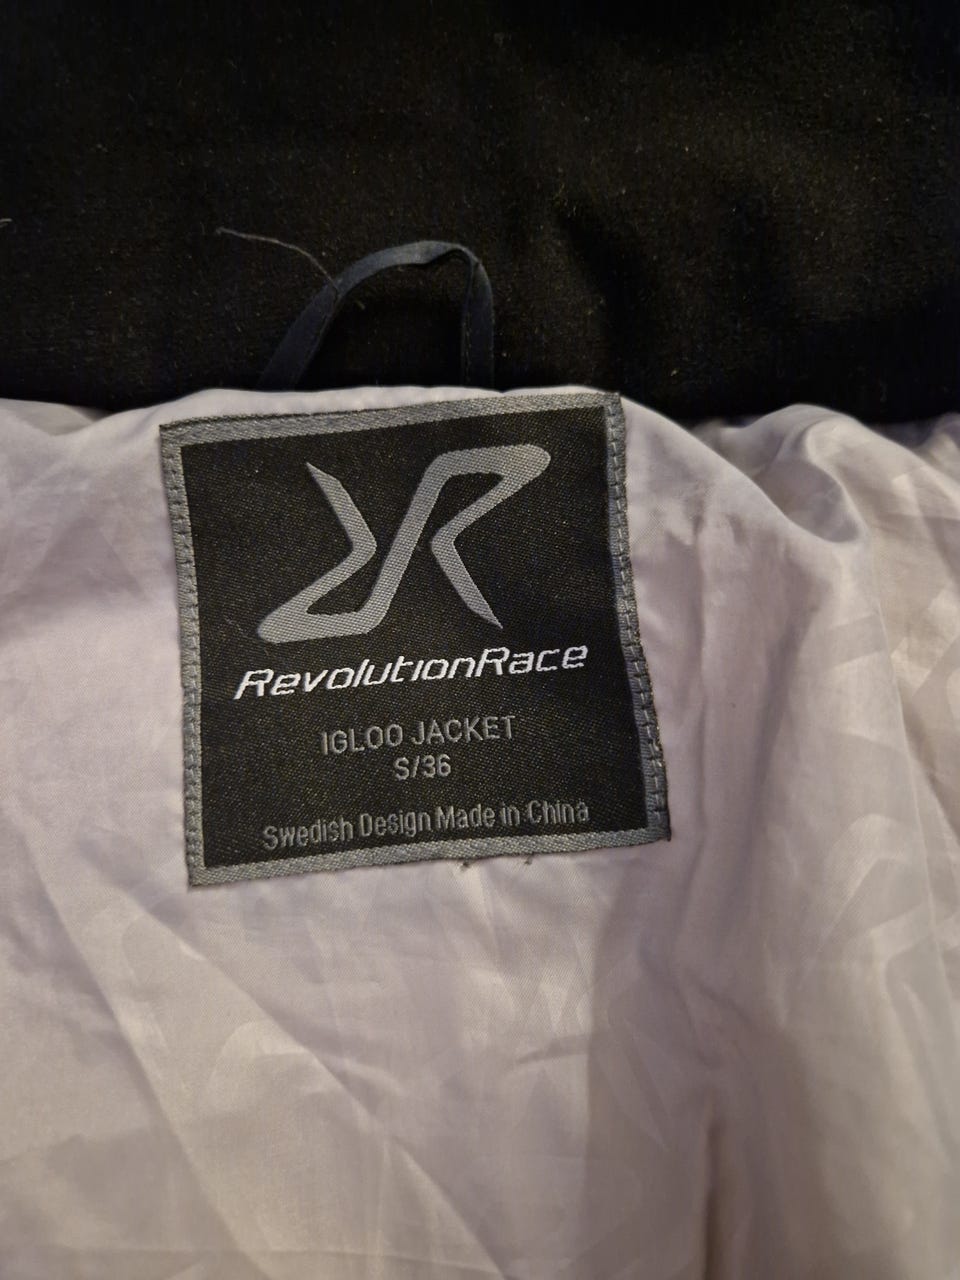 RevolutionRace
IGLOO JACKET
S/36
Swedish Design Made in China